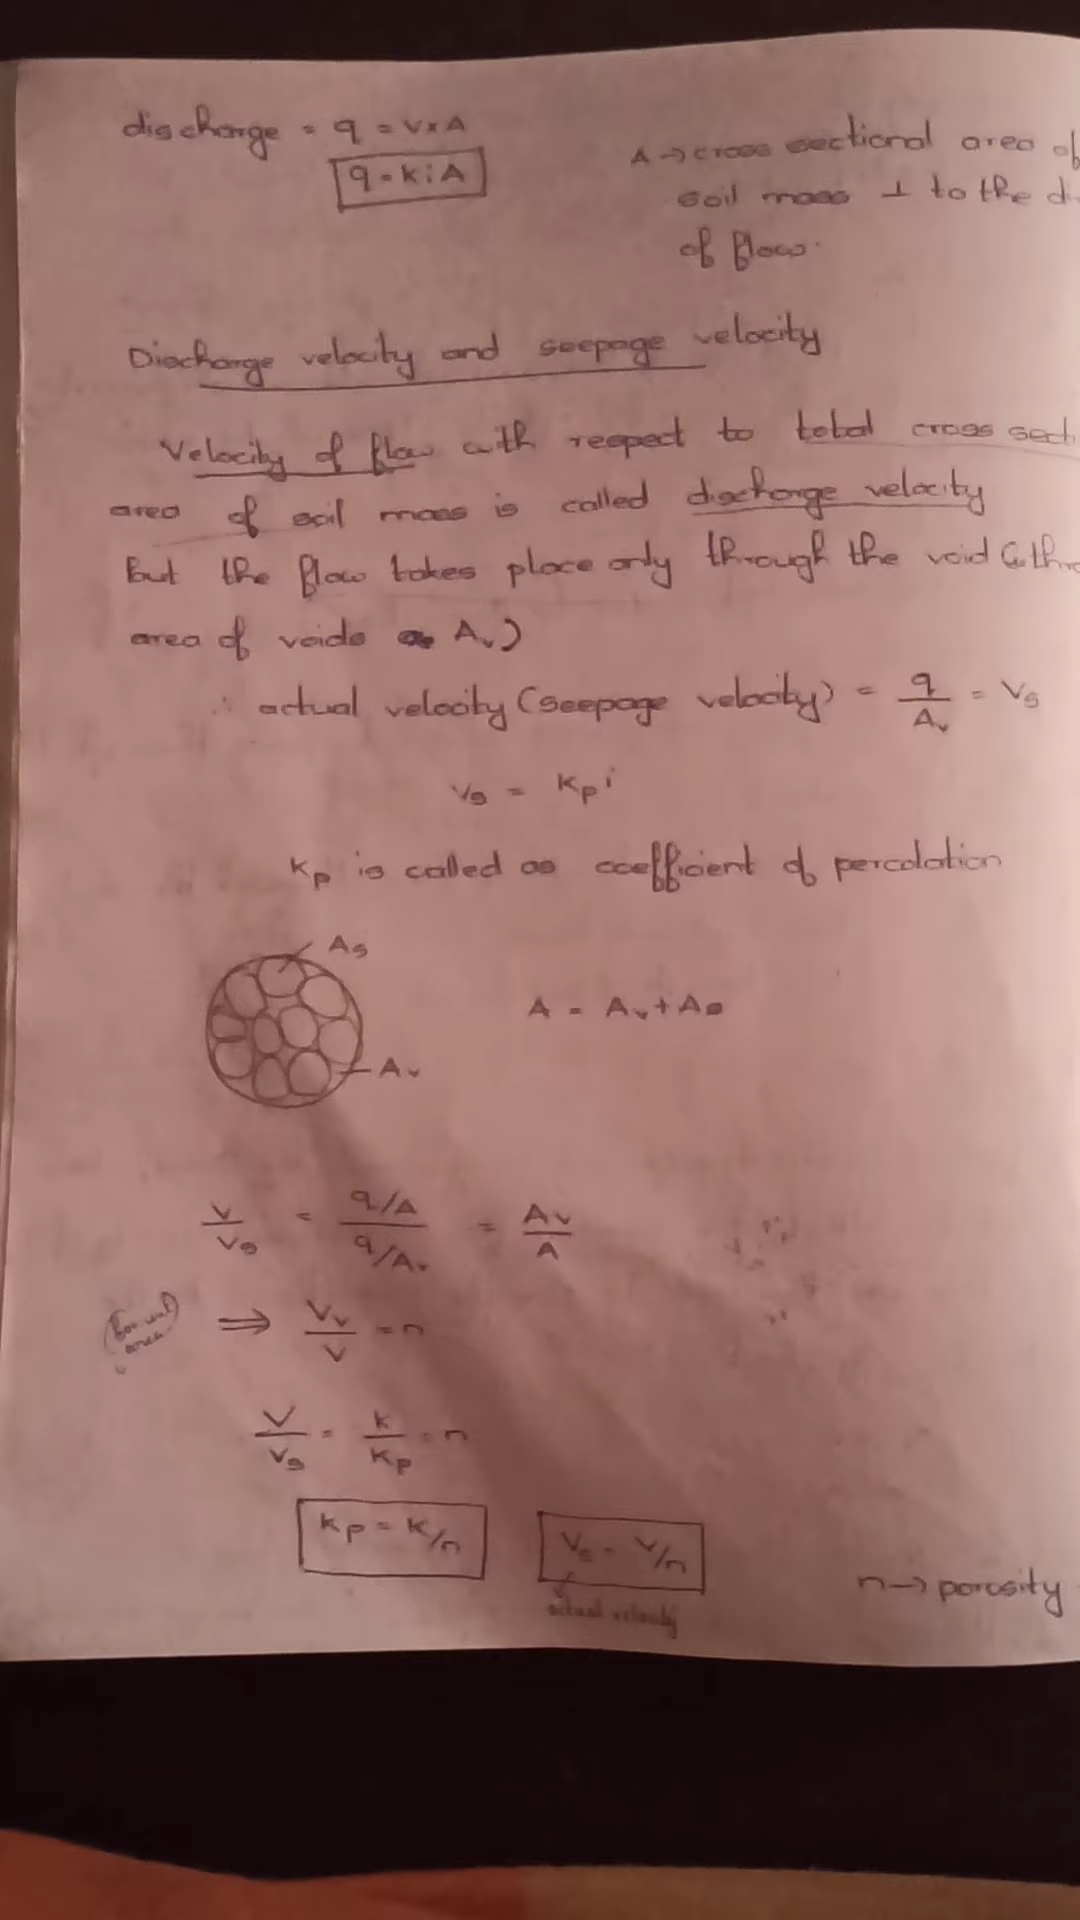 discharge = q = v x A
q = k i A
A → cross sectional area of
soil mass ⊥ to the
of flow.
Discharge velocity and seepage velocity
Velocity of flow with respect to total cross
area of soil mass is called discharge velocity
But the flow takes place only through the void
area of voids Av)
∴ actual velocity (seepage velocity) = q/Av = Vs
Vs = Kp i
Kp is called as coefficient of percolation
As
A = Av + As
Av
V/Vs = (q/A)/(q/Av) = Av/A
area
⇒ Vv/V = n
V/Vs = k/Kp = n
Kp = K/n
Vs = V/n
n → porosity
actual velocity